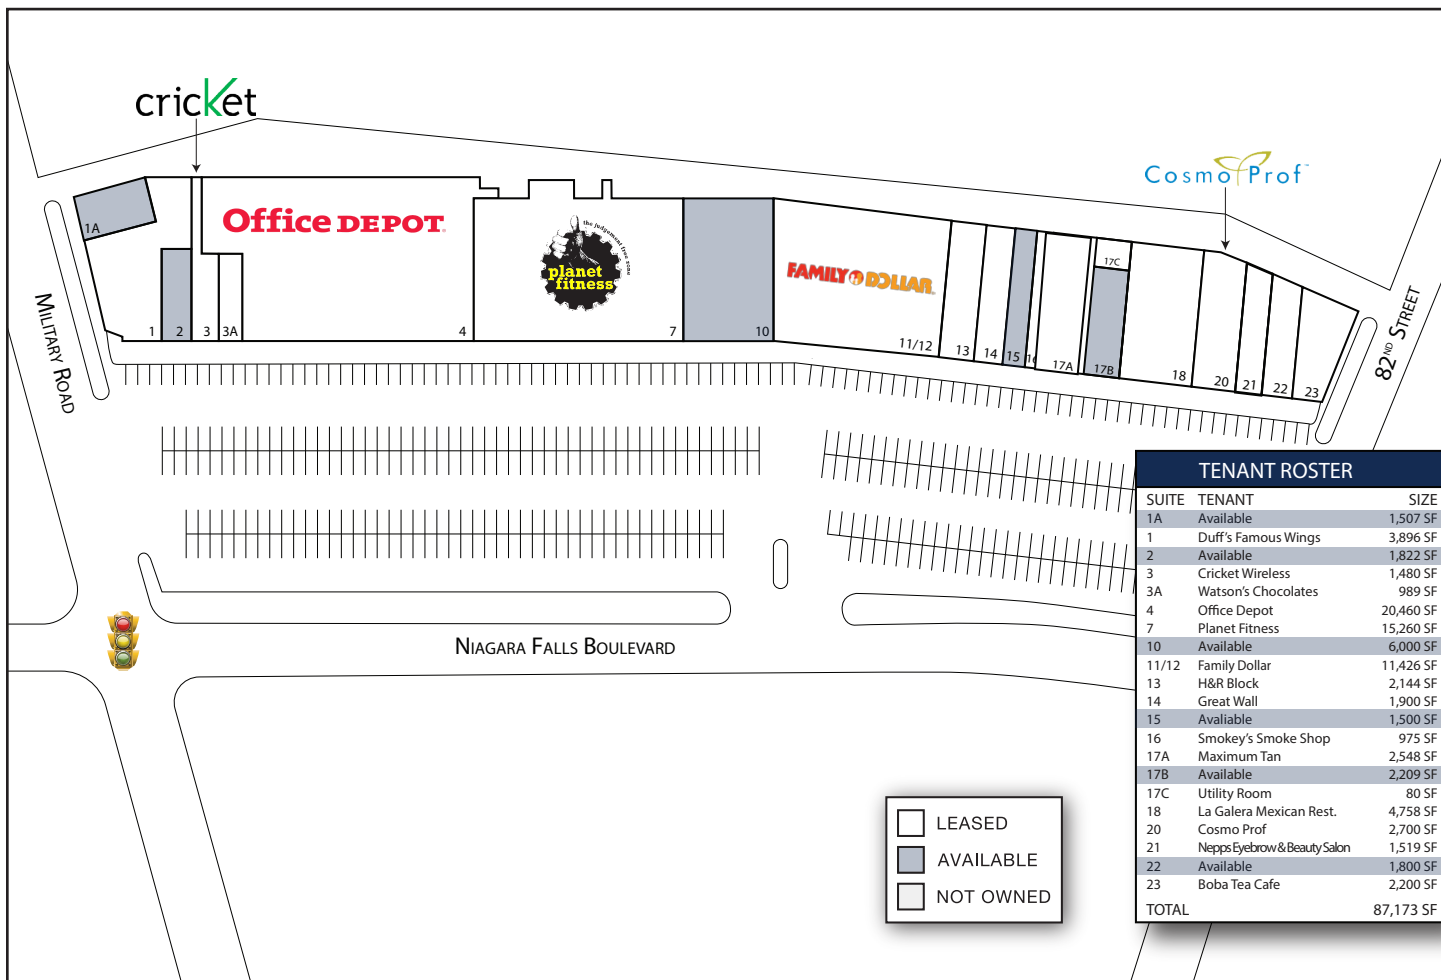 cricket
Cosmo Prof
Office DEPOT
the judgement free zone
planet
fitness
FAMILY DOLLAR
1A
17C
1
2
3
3A
4
7
10
11/12
13
14
15
16
17A
17B
18
20
21
22
23
MILITARY ROAD
82ND STREET
NIAGARA FALLS BOULEVARD
TENANT ROSTER
SUITE TENANT SIZE
1A Available 1,507 SF
1 Duff's Famous Wings 3,896 SF
2 Available 1,822 SF
3 Cricket Wireless 1,480 SF
3A Watson's Chocolates 989 SF
4 Office Depot 20,460 SF
7 Planet Fitness 15,260 SF
10 Available 6,000 SF
11/12 Family Dollar 11,426 SF
13 H&R Block 2,144 SF
14 Great Wall 1,900 SF
15 Avaliable 1,500 SF
16 Smokey's Smoke Shop 975 SF
17A Maximum Tan 2,548 SF
17B Available 2,209 SF
17C Utility Room 80 SF
18 La Galera Mexican Rest. 4,758 SF
20 Cosmo Prof 2,700 SF
21 Nepps Eyebrow & Beauty Salon 1,519 SF
22 Available 1,800 SF
23 Boba Tea Cafe 2,200 SF
TOTAL 87,173 SF
LEASED
AVAILABLE
NOT OWNED